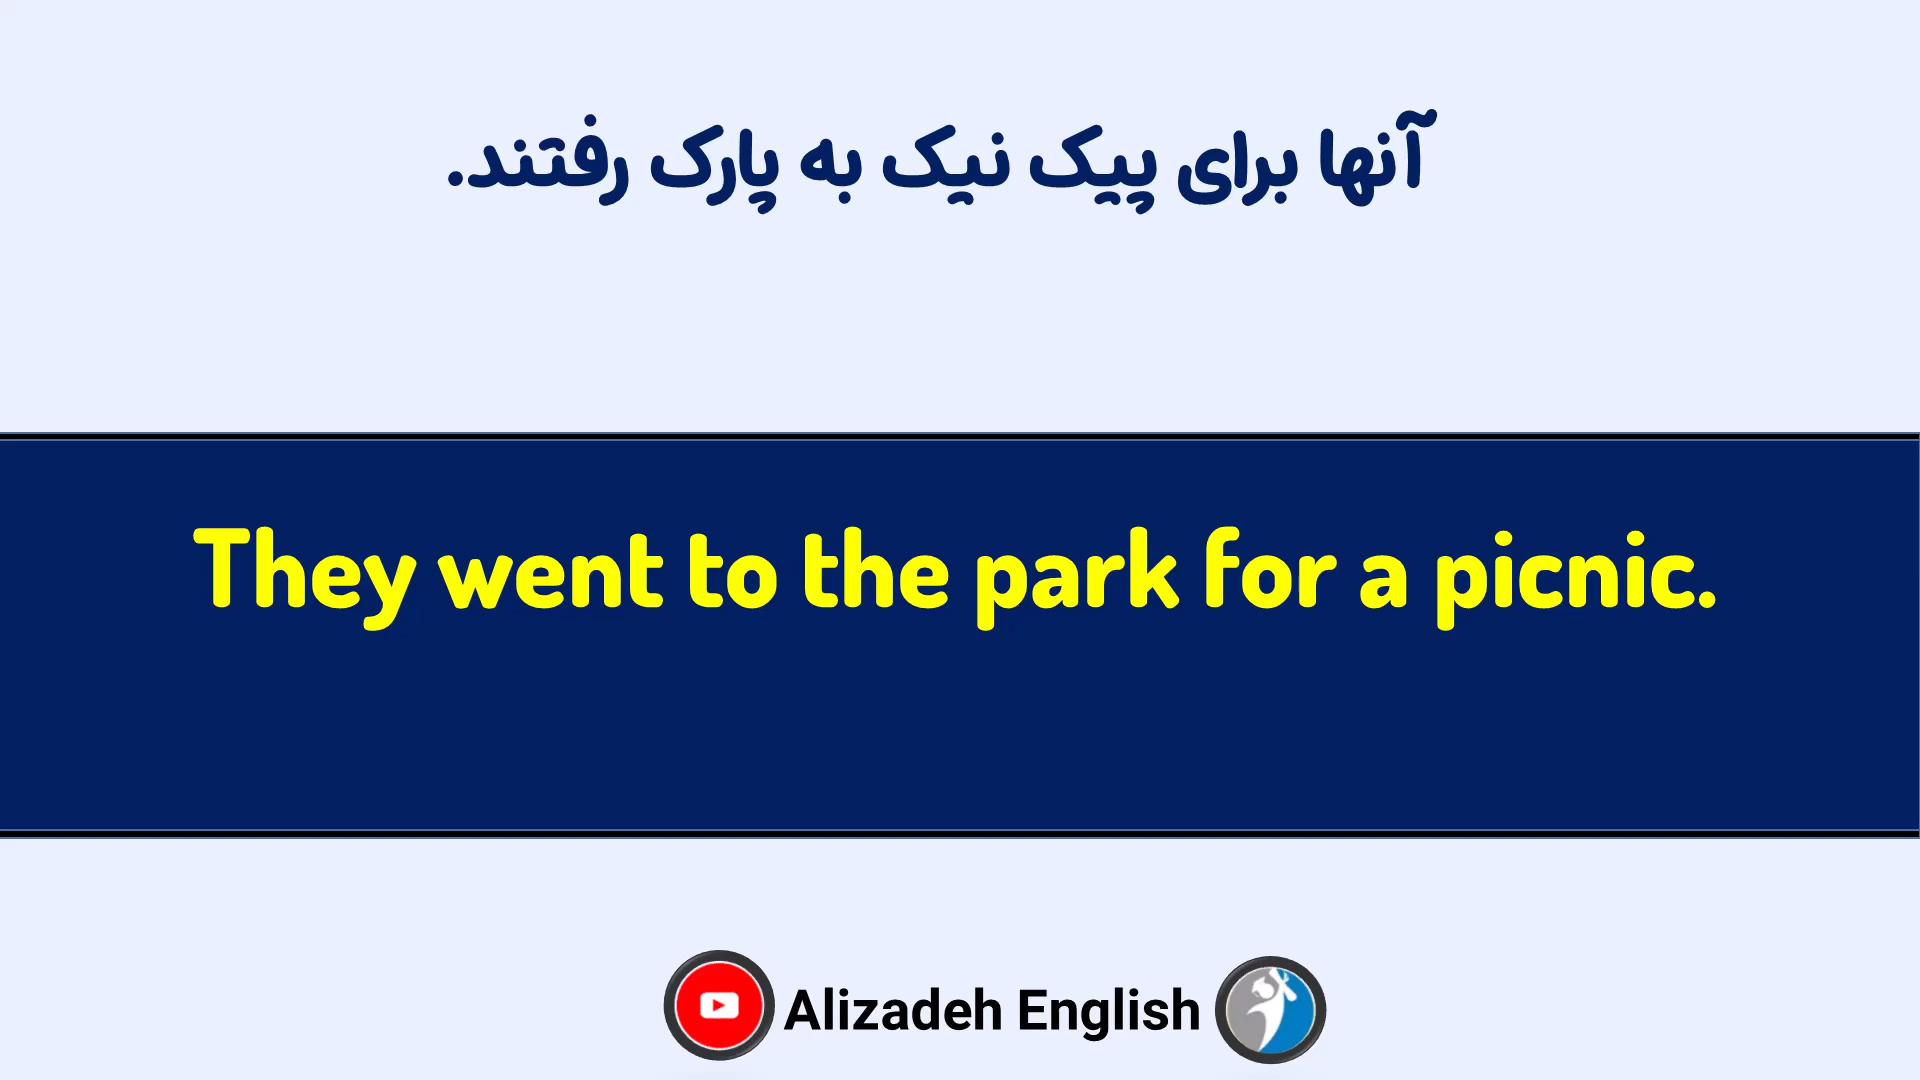 آنها برای پیک نیک به پارک رفتند.
They went to the park for a picnic.
Alizadeh English